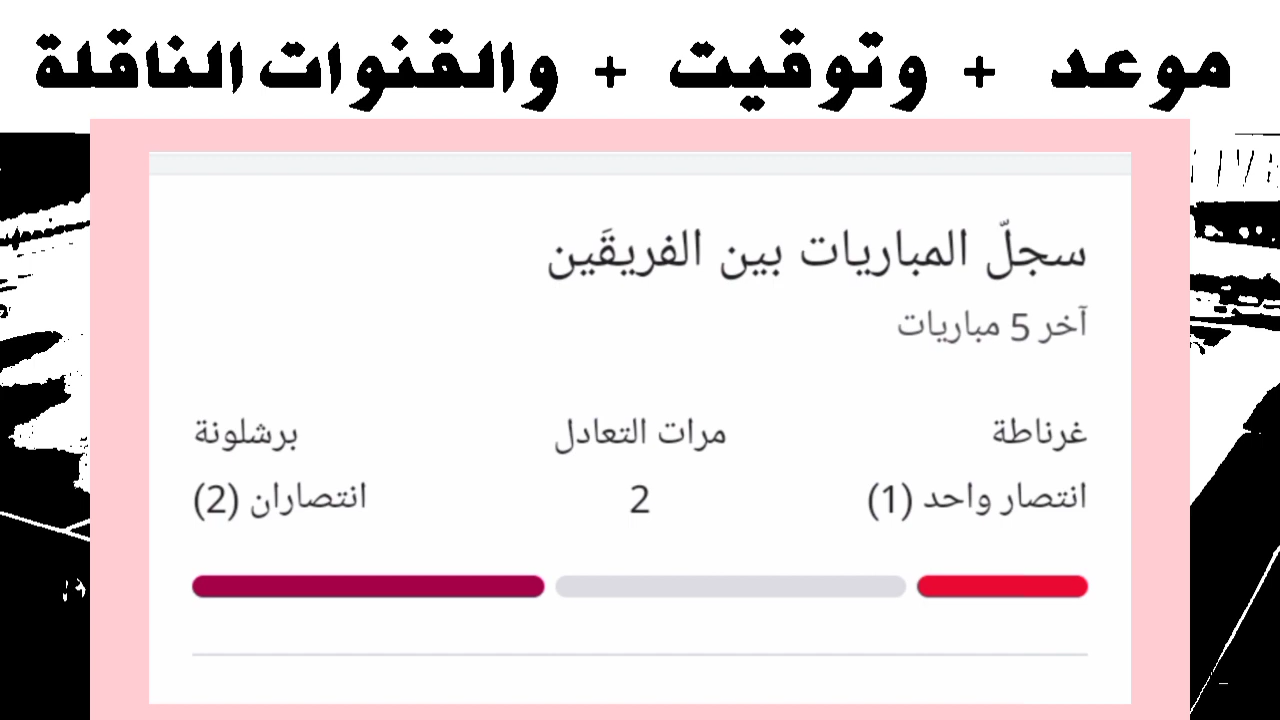 موعد + وتوقيت + والقنوات الناقلة
سجلّ المباريات بين الفريقَين
آخر 5 مباريات
غرناطة مرات التعادل برشلونة
انتصار واحد (1) 2 انتصاران (2)